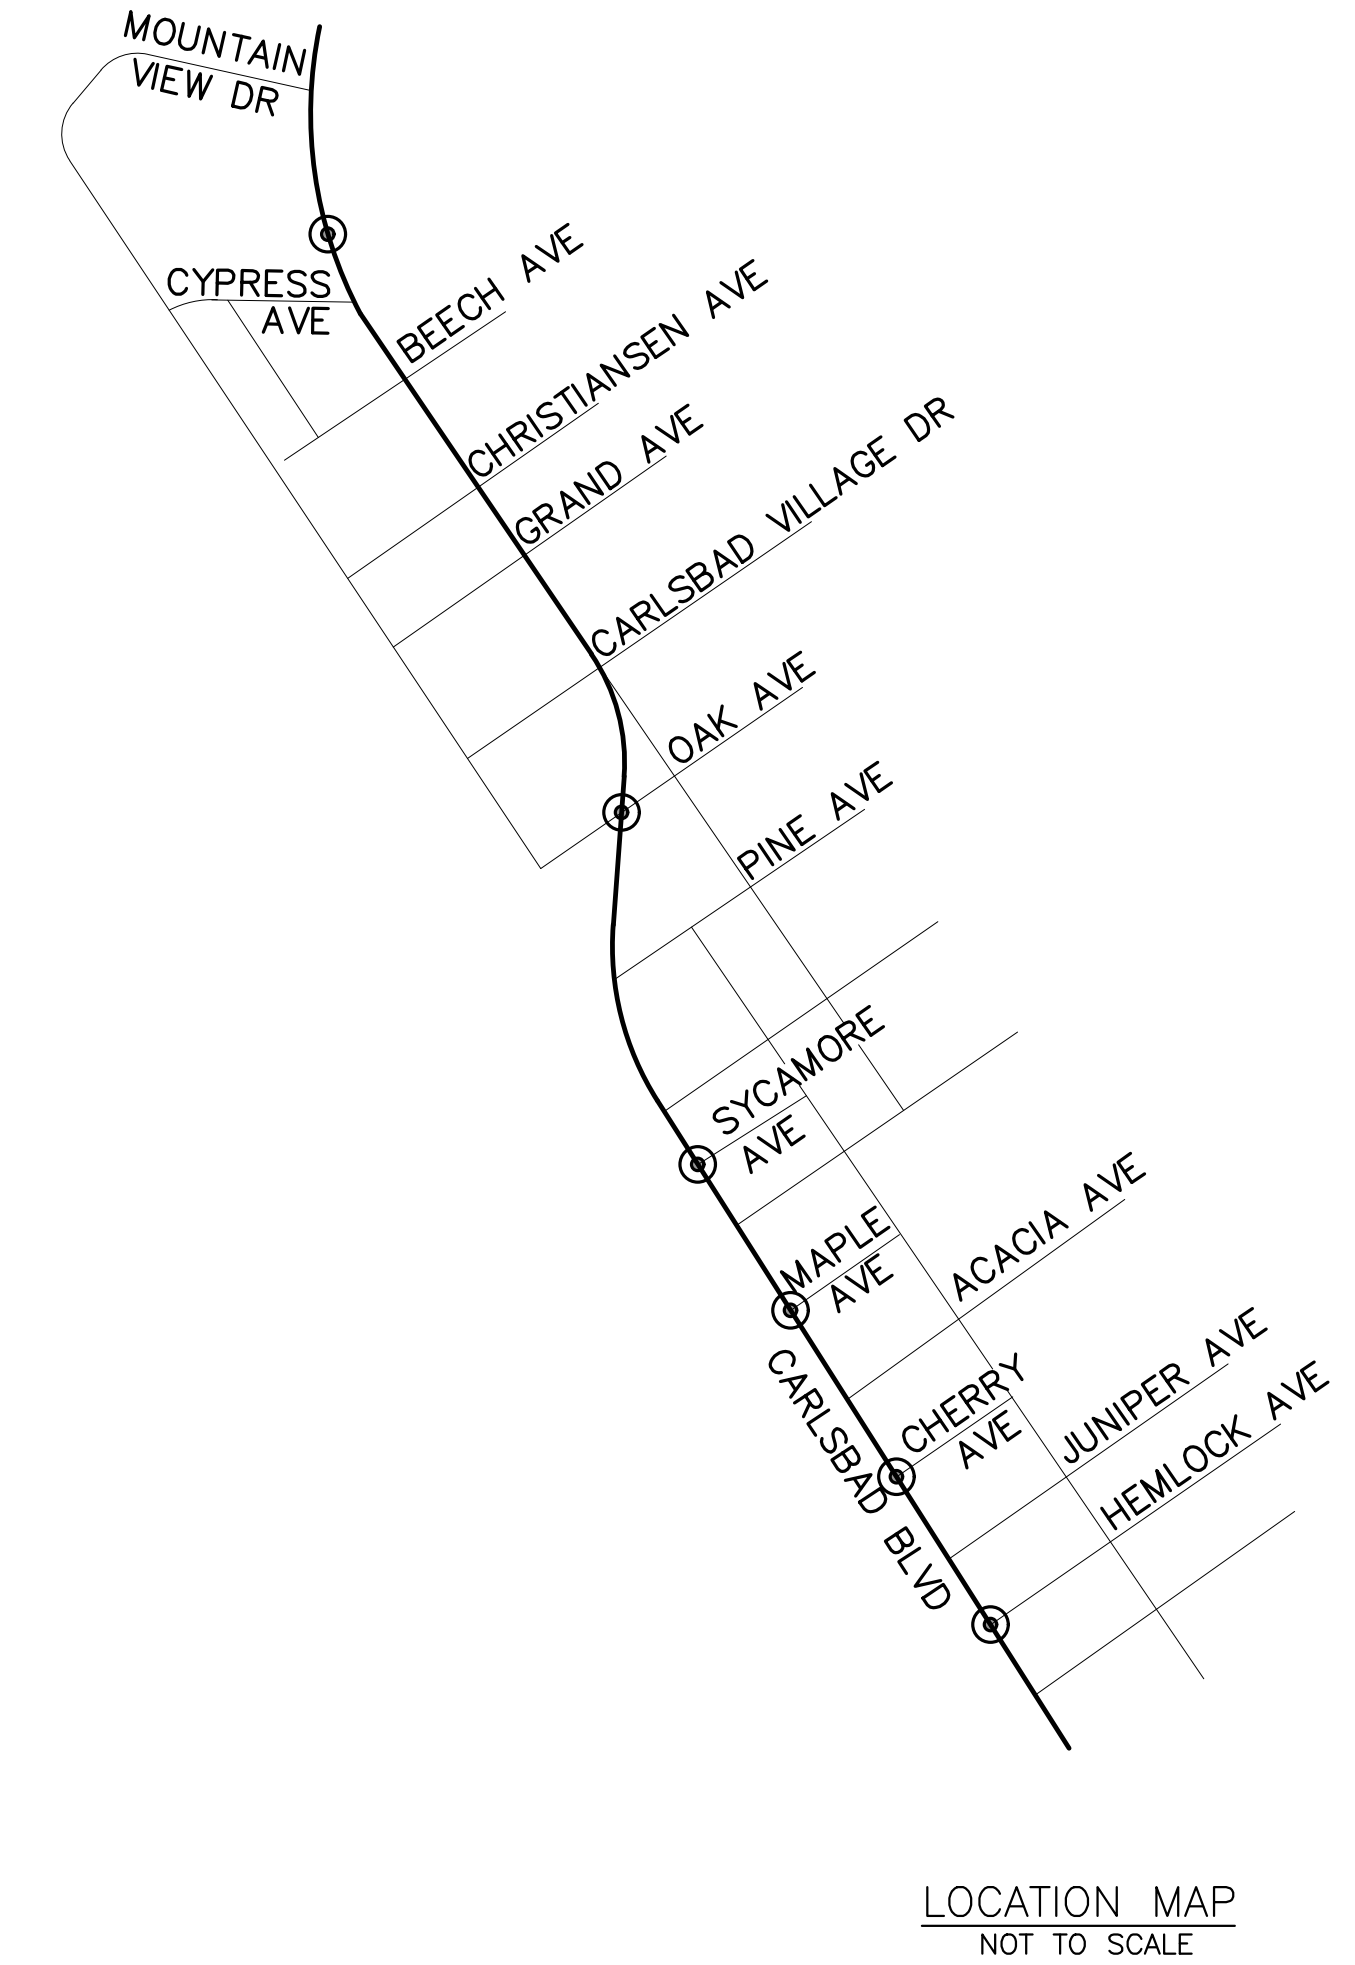 MOUNTAIN
VIEW DR
CYPRESS
AVE
BEECH AVE
CHRISTIANSEN AVE
GRAND AVE
CARLSBAD VILLAGE DR
OAK AVE
PINE AVE
SYCAMORE
AVE
MAPLE
AVE
ACACIA AVE
CHERRY
AVE
JUNIPER AVE
HEMLOCK AVE
CARLSBAD BLVD
LOCATION MAP
NOT TO SCALE